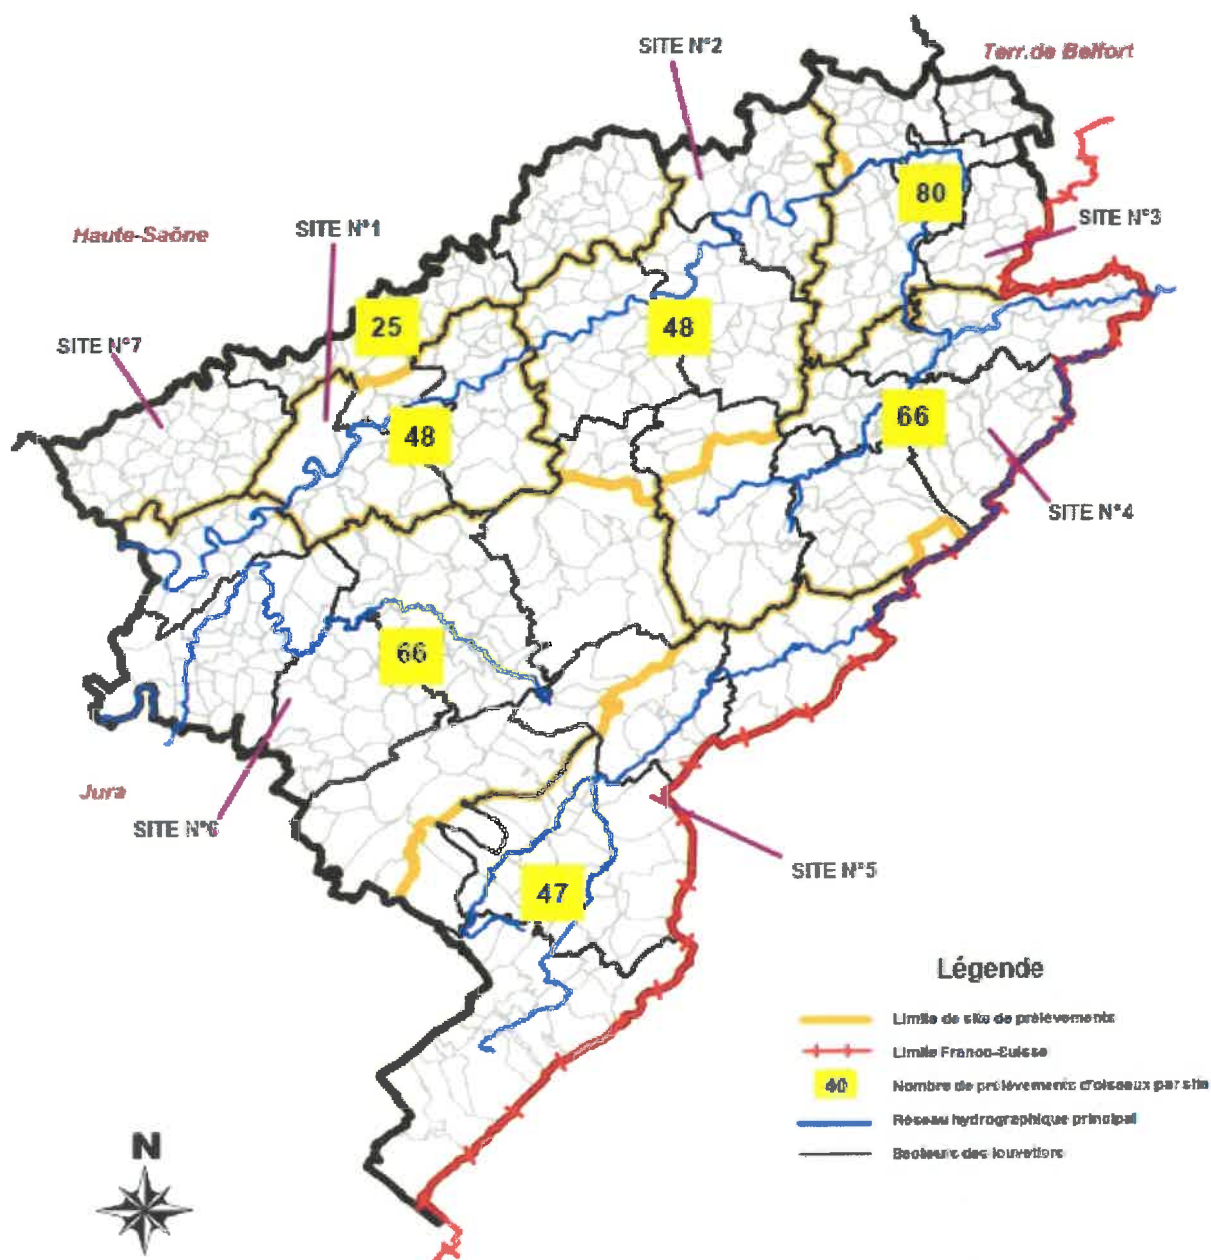 SITE N°2
Terr.de Belfort
80
SITE N°3
Haute-Saône
SITE N°1
25
48
SITE N°7
48
66
SITE N°4
66
Jura
SITE N°6
SITE N°5
47
Légende
Limite de site de prélèvements
Limite Franco-Suisse
40
Nombre de prélèvements d'oiseaux par site
Réseau hydrographique principal
Secteurs des louvetiers
N